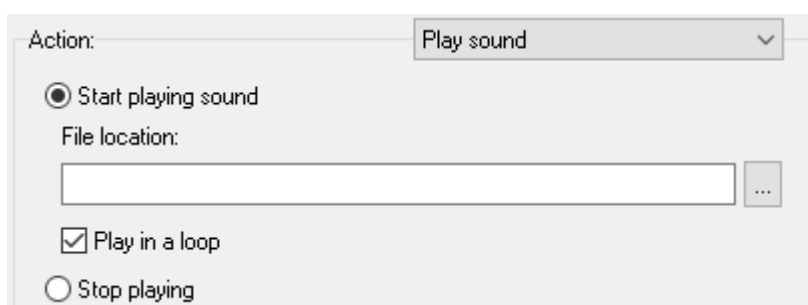 Action: Play sound
Start playing sound
File location:
...
Play in a loop
Stop playing